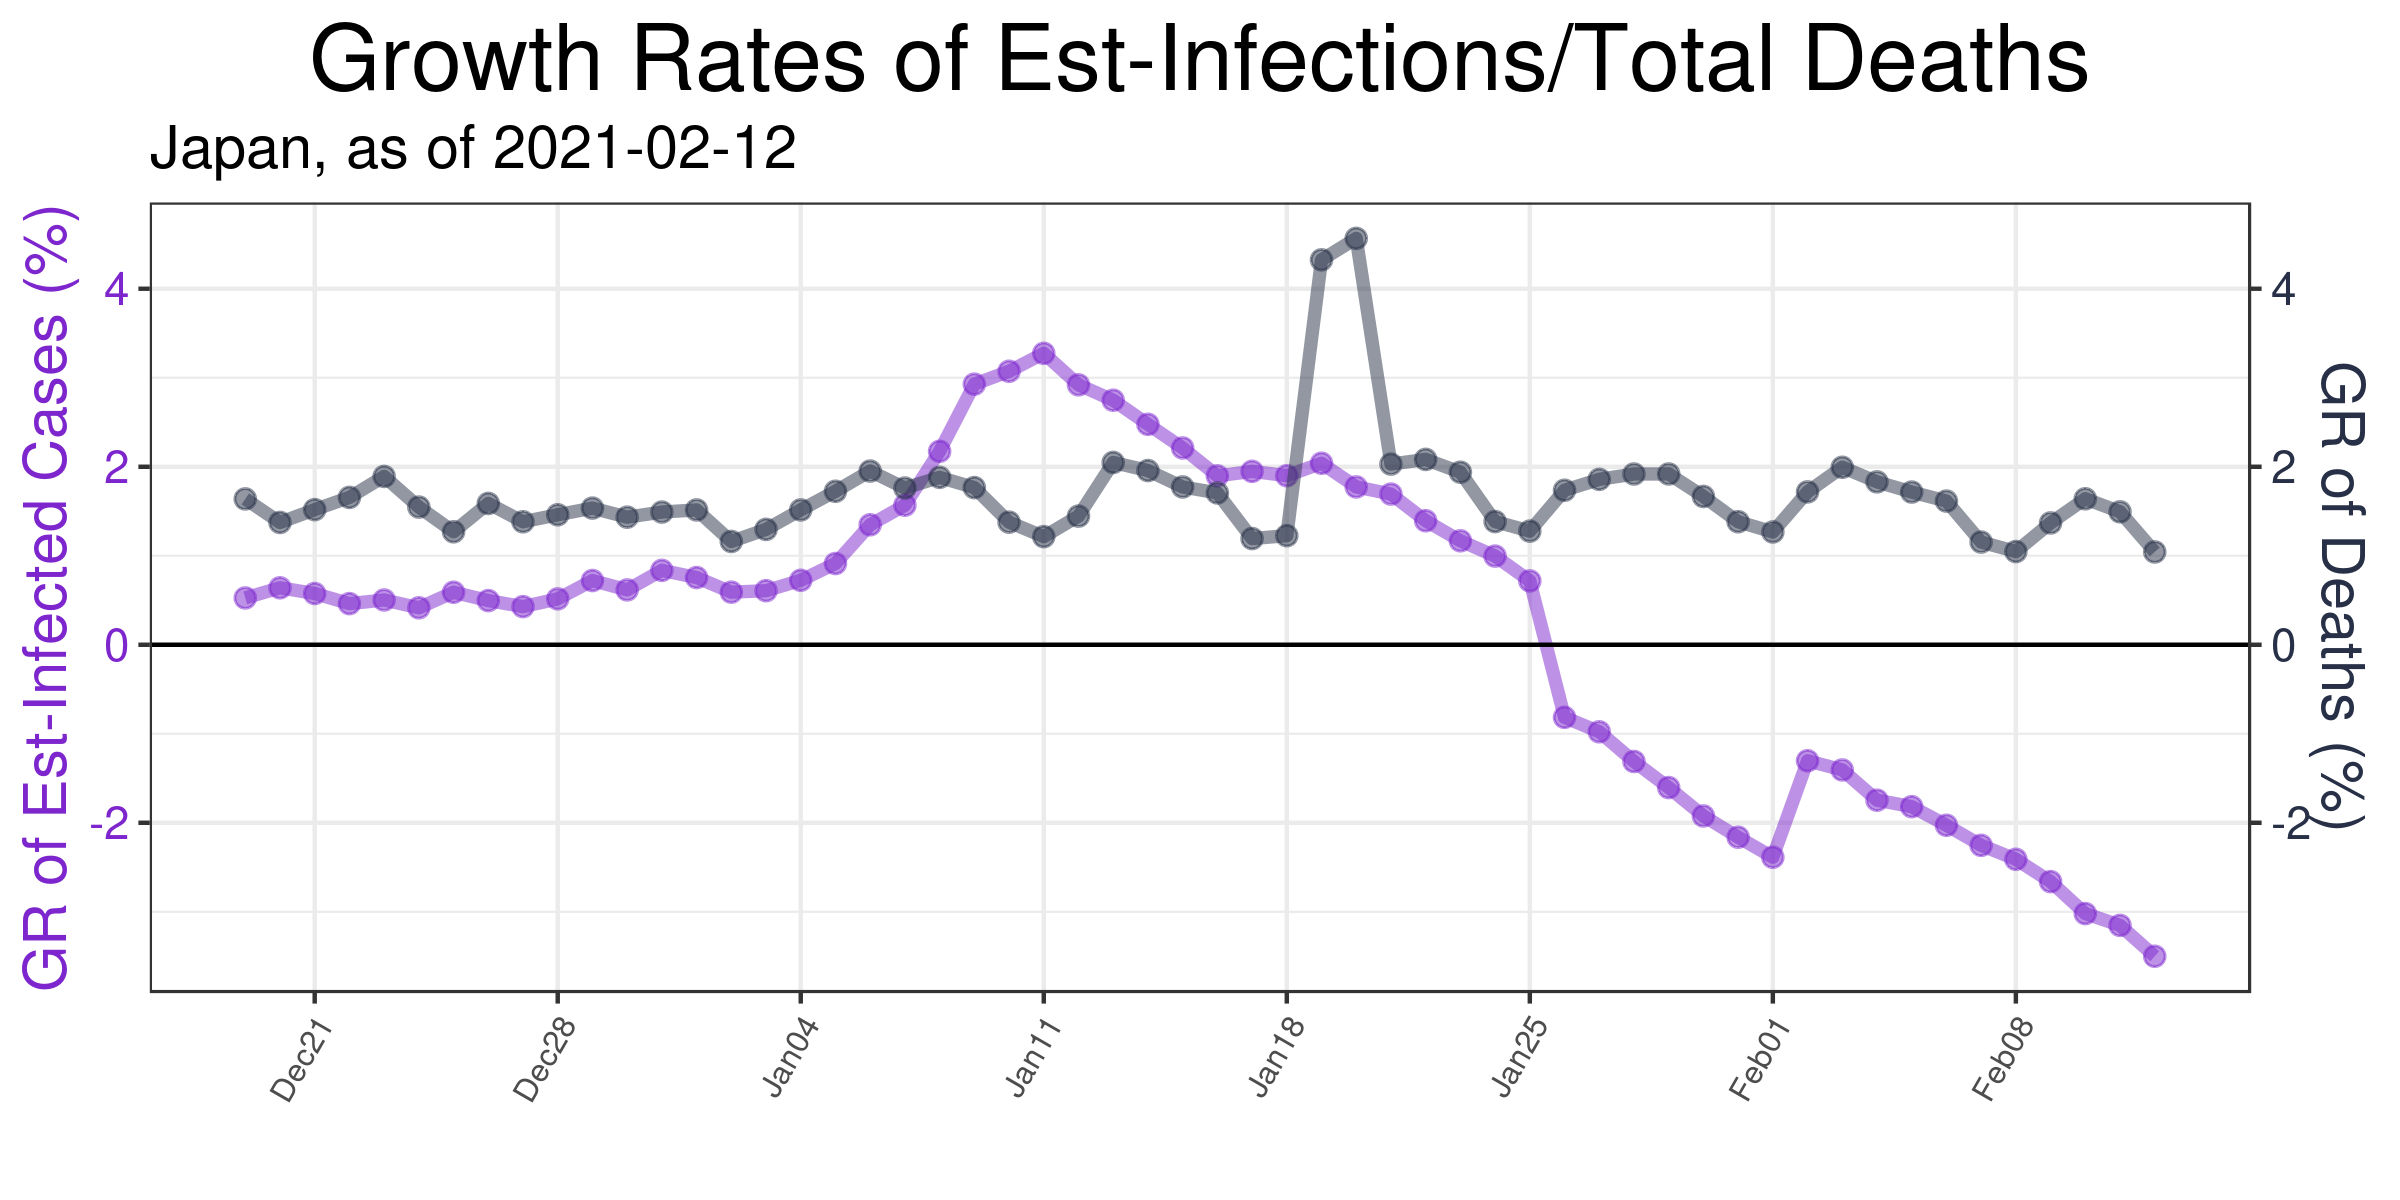 Growth Rates of Est-Infections/Total Deaths
Japan, as of 2021-02-12
GR of Est-Infected Cases (%)
4
2
0
-2
4
2
0
-2
GR of Deaths (%)
Dec21
Dec28
Jan04
Jan11
Jan18
Jan25
Feb01
Feb08